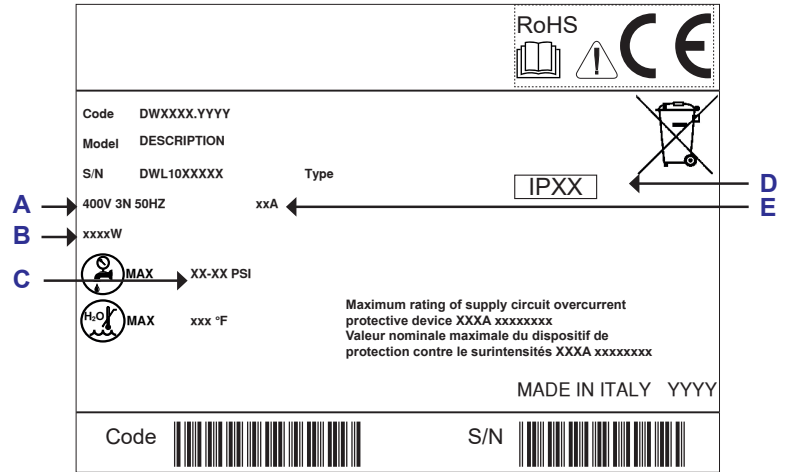 RoHS
CE
Code DWXXXX.YYYY
Model DESCRIPTION
S/N DWL10XXXXX Type
IPXX
D
A 400V 3N 50HZ xxA E
B xxxxW
C MAX XX-XX PSI
H₂O MAX xxx °F
Maximum rating of supply circuit overcurrent
protective device XXXA xxxxxxxx
Valeur nominale maximale du dispositif de
protection contre le surintensités XXXA xxxxxxxx
MADE IN ITALY YYYY
Code S/N